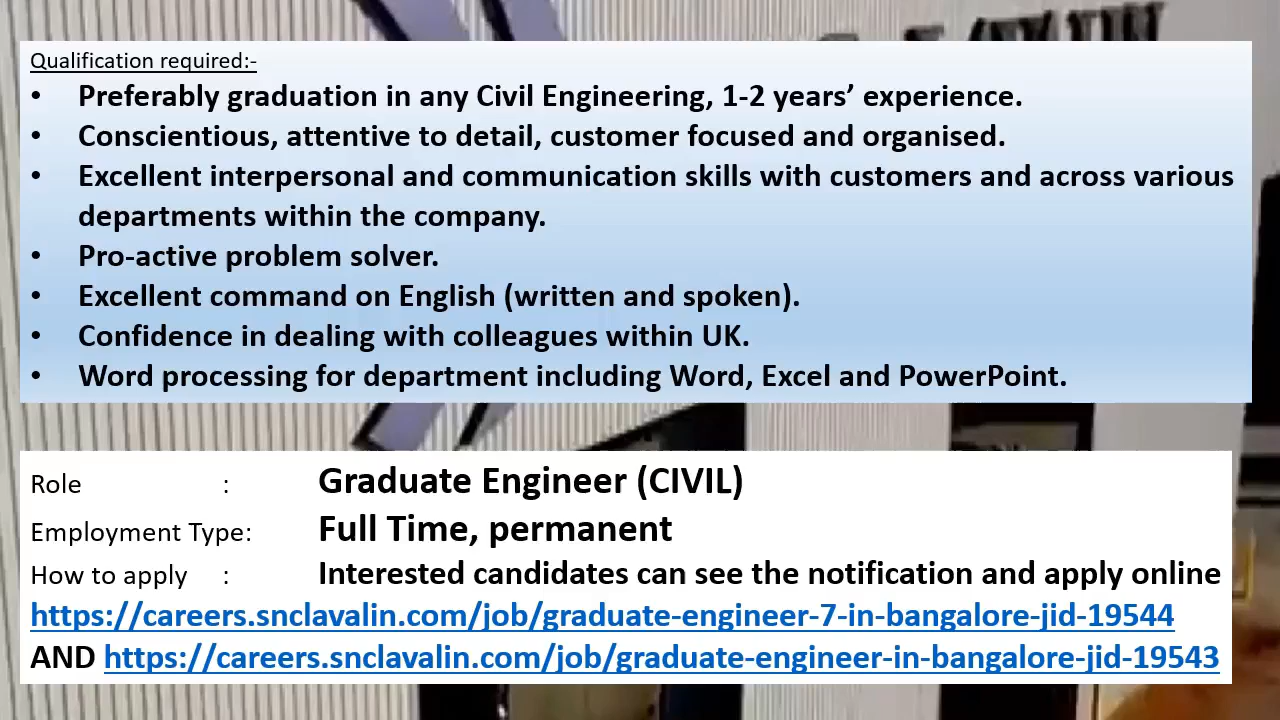 Qualification required:-
• Preferably graduation in any Civil Engineering, 1-2 years’ experience.
• Conscientious, attentive to detail, customer focused and organised.
• Excellent interpersonal and communication skills with customers and across various
departments within the company.
• Pro-active problem solver.
• Excellent command on English (written and spoken).
• Confidence in dealing with colleagues within UK.
• Word processing for department including Word, Excel and PowerPoint.
Role : Graduate Engineer (CIVIL)
Employment Type: Full Time, permanent
How to apply : Interested candidates can see the notification and apply online
https://careers.snclavalin.com/job/graduate-engineer-7-in-bangalore-jid-19544
AND https://careers.snclavalin.com/job/graduate-engineer-in-bangalore-jid-19543